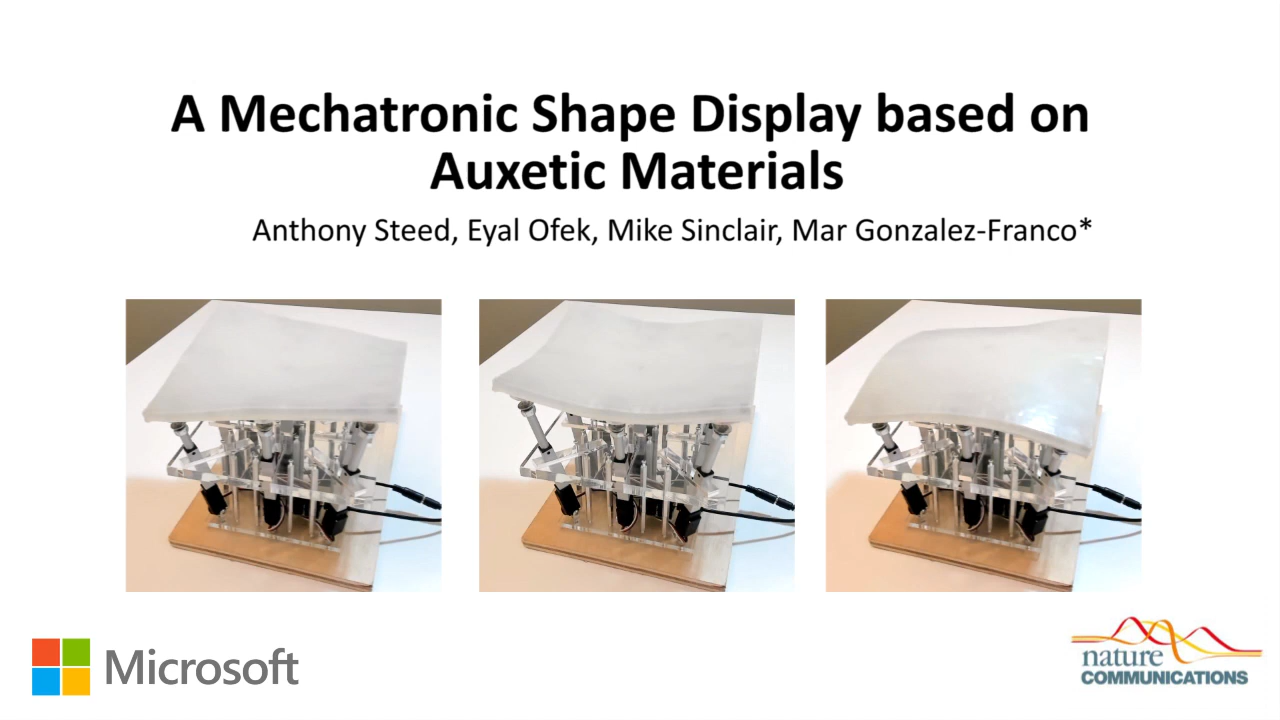 A Mechatronic Shape Display based on
Auxetic Materials
Anthony Steed, Eyal Ofek, Mike Sinclair, Mar Gonzalez-Franco*
Microsoft
nature
COMMUNICATIONS